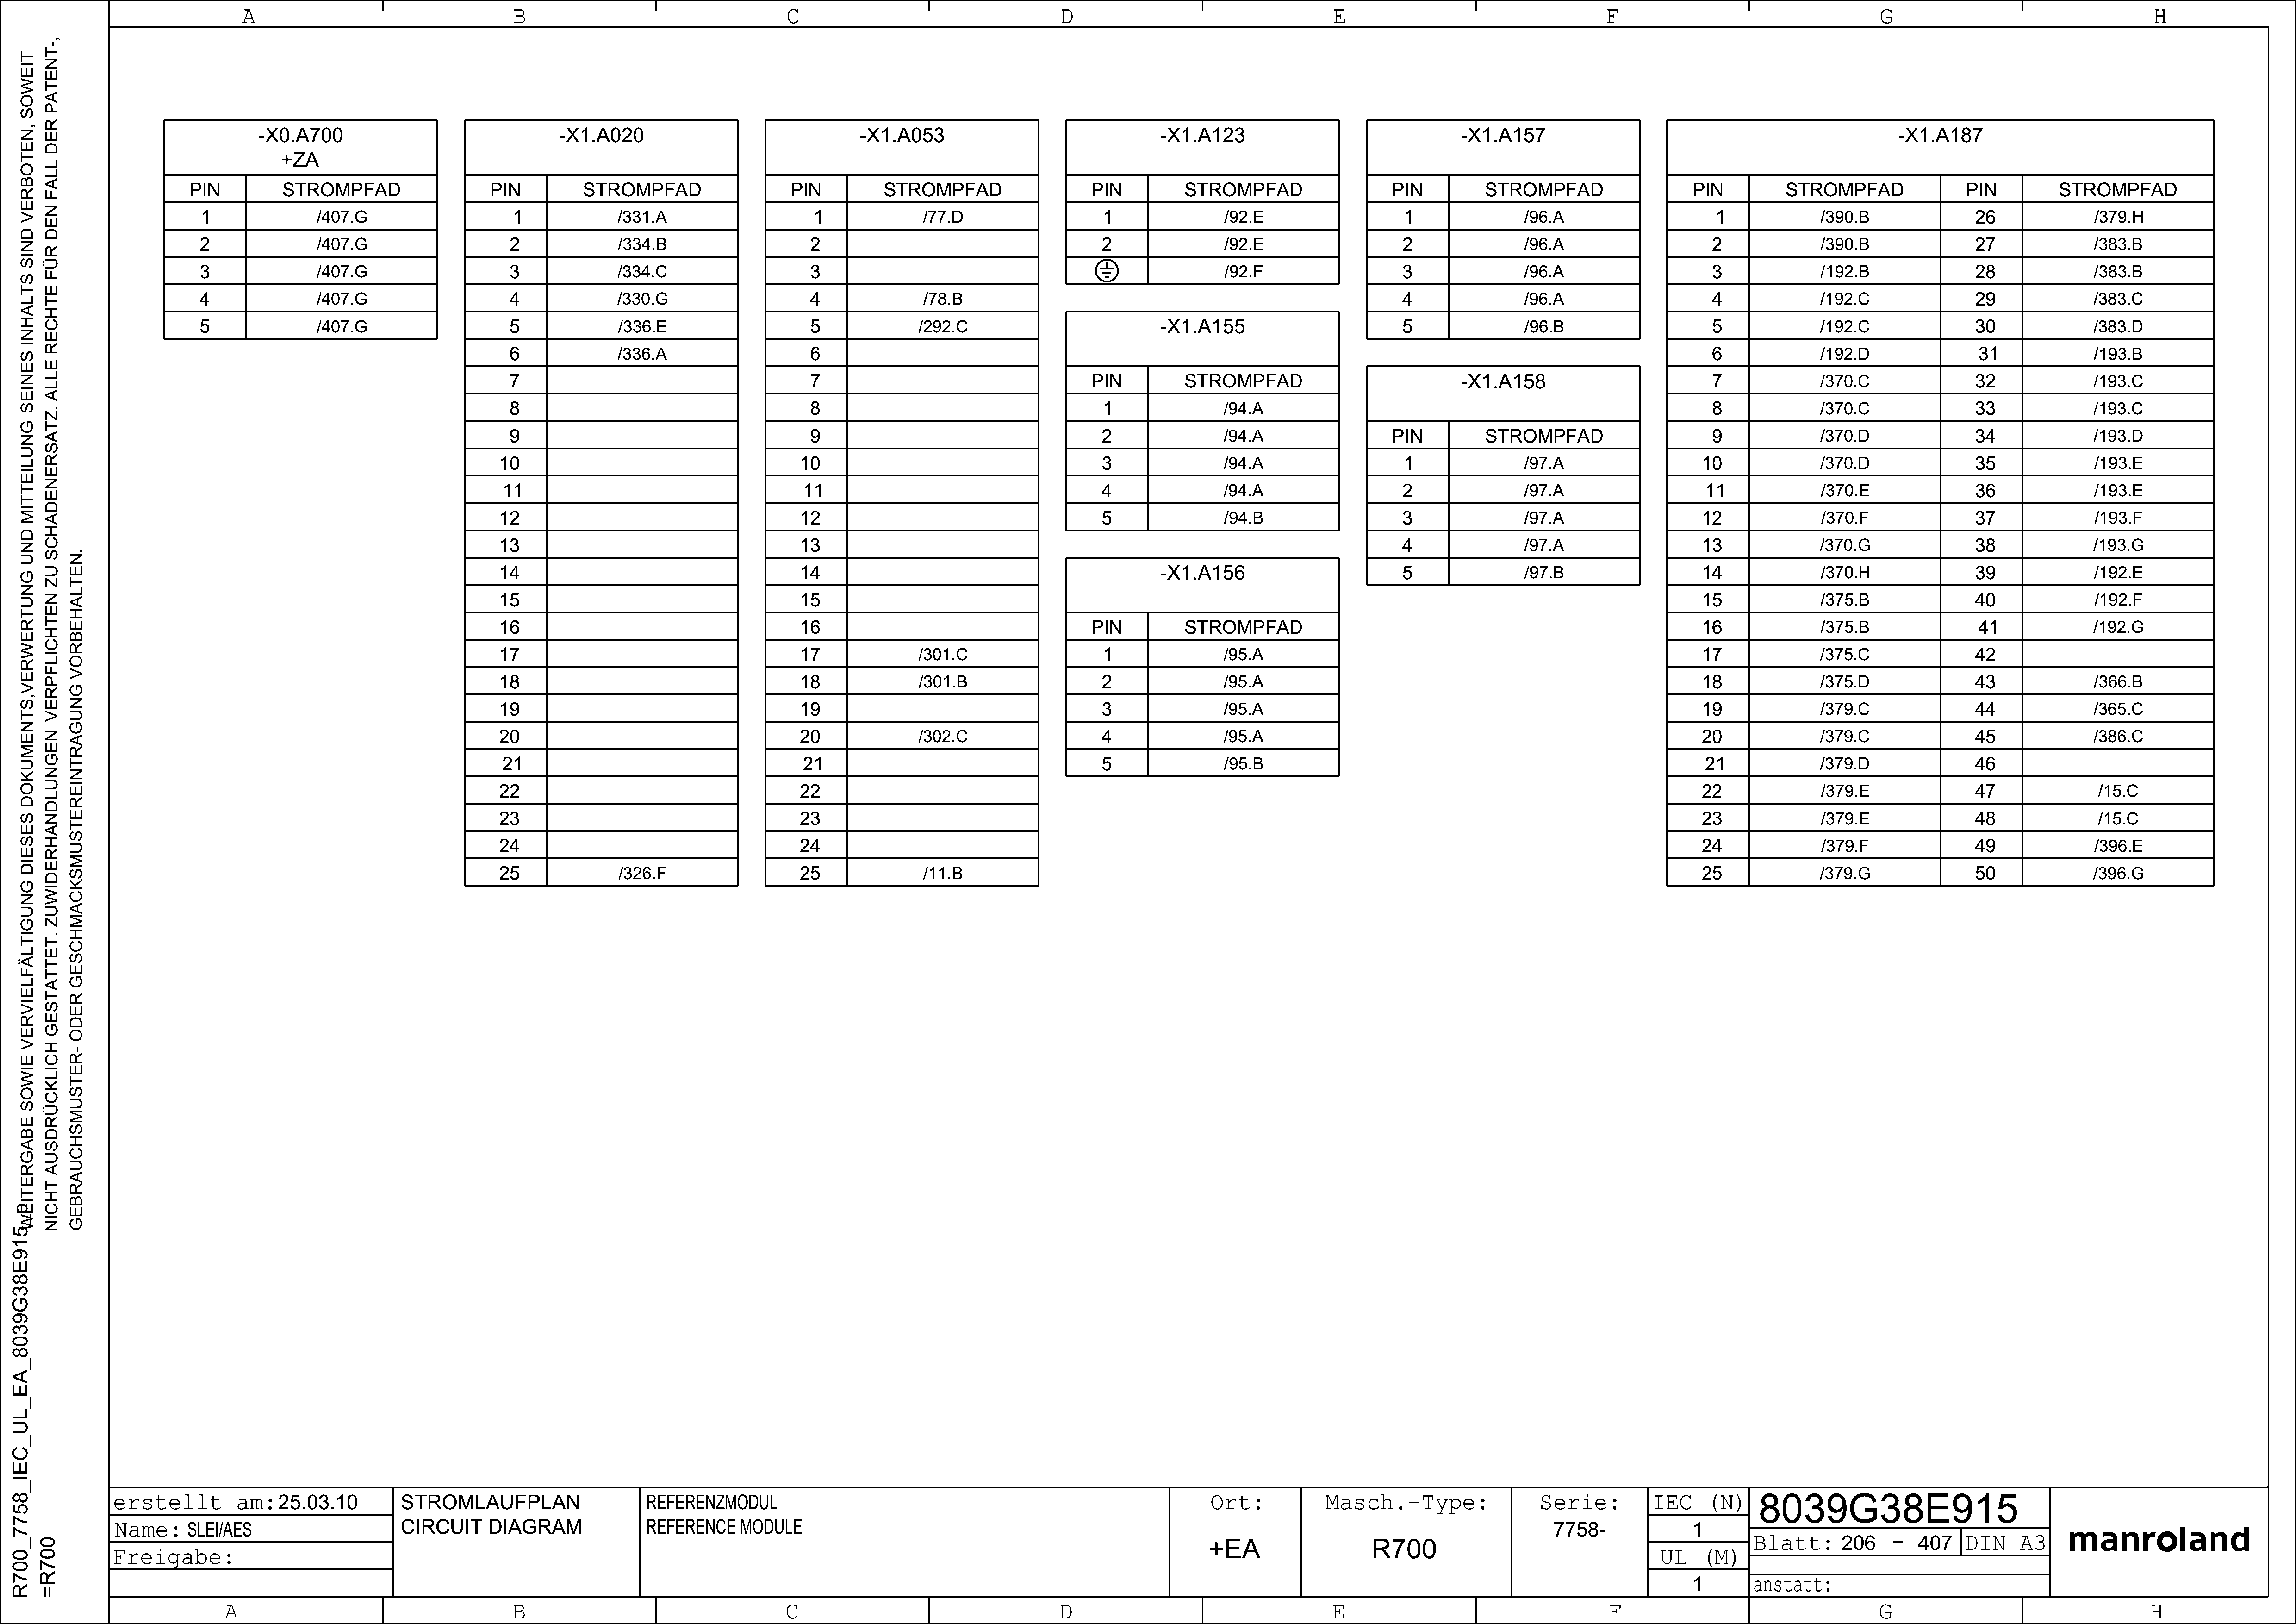 A B C D E F G H
WEITERGABE SOWIE VERVIELFÄLTIGUNG DIESES DOKUMENTS,VERWERTUNG UND MITTEILUNG SEINES INHALTS SIND VERBOTEN, SOWEIT
NICHT AUSDRÜCKLICH GESTATTET. ZUWIDERHANDLUNGEN VERPFLICHTEN ZU SCHADENERSATZ. ALLE RECHTE FÜR DEN FALL DER PATENT-,
GEBRAUCHSMUSTER- ODER GESCHMACKSMUSTEREINTRAGUNG VORBEHALTEN.
R700_7758_IEC_UL_EA_8039G38E915_
=R700
-X0.A700
+ZA
PIN STROMPFAD
1 /407.G
2 /407.G
3 /407.G
4 /407.G
5 /407.G
-X1.A020
PIN STROMPFAD
1 /331.A
2 /334.B
3 /334.C
4 /330.G
5 /336.E
6 /336.A
7
8
9
10
11
12
13
14
15
16
17
18
19
20
21
22
23
24
25 /326.F
-X1.A053
PIN STROMPFAD
1 /77.D
2
3
4 /78.B
5 /292.C
6
7
8
9
10
11
12
13
14
15
16
17 /301.C
18 /301.B
19
20 /302.C
21
22
23
24
25 /11.B
-X1.A123
PIN STROMPFAD
1 /92.E
2 /92.E
/92.F
-X1.A155
PIN STROMPFAD
1 /94.A
2 /94.A
3 /94.A
4 /94.A
5 /94.B
-X1.A156
PIN STROMPFAD
1 /95.A
2 /95.A
3 /95.A
4 /95.A
5 /95.B
-X1.A157
PIN STROMPFAD
1 /96.A
2 /96.A
3 /96.A
4 /96.A
5 /96.B
-X1.A158
PIN STROMPFAD
1 /97.A
2 /97.A
3 /97.A
4 /97.A
5 /97.B
-X1.A187
PIN STROMPFAD PIN STROMPFAD
1 /390.B 26 /379.H
2 /390.B 27 /383.B
3 /192.B 28 /383.B
4 /192.C 29 /383.C
5 /192.C 30 /383.D
6 /192.D 31 /193.B
7 /370.C 32 /193.C
8 /370.C 33 /193.C
9 /370.D 34 /193.D
10 /370.D 35 /193.E
11 /370.E 36 /193.E
12 /370.F 37 /193.F
13 /370.G 38 /193.G
14 /370.H 39 /192.E
15 /375.B 40 /192.F
16 /375.B 41 /192.G
17 /375.C 42
18 /375.D 43 /366.B
19 /379.C 44 /365.C
20 /379.C 45 /386.C
21 /379.D 46
22 /379.E 47 /15.C
23 /379.E 48 /15.C
24 /379.F 49 /396.E
25 /379.G 50 /396.G
erstellt am: 25.03.10
Name: SLEI/AES
Freigabe:
STROMLAUFPLAN
CIRCUIT DIAGRAM
REFERENZMODUL
REFERENCE MODULE
Ort:
+EA
Masch.-Type:
R700
Serie:
7758-
IEC (N)
1
UL (M)
1
8039G38E915
Blatt: 206 - 407 DIN A3
anstatt:
manroland
A B C D E F G H